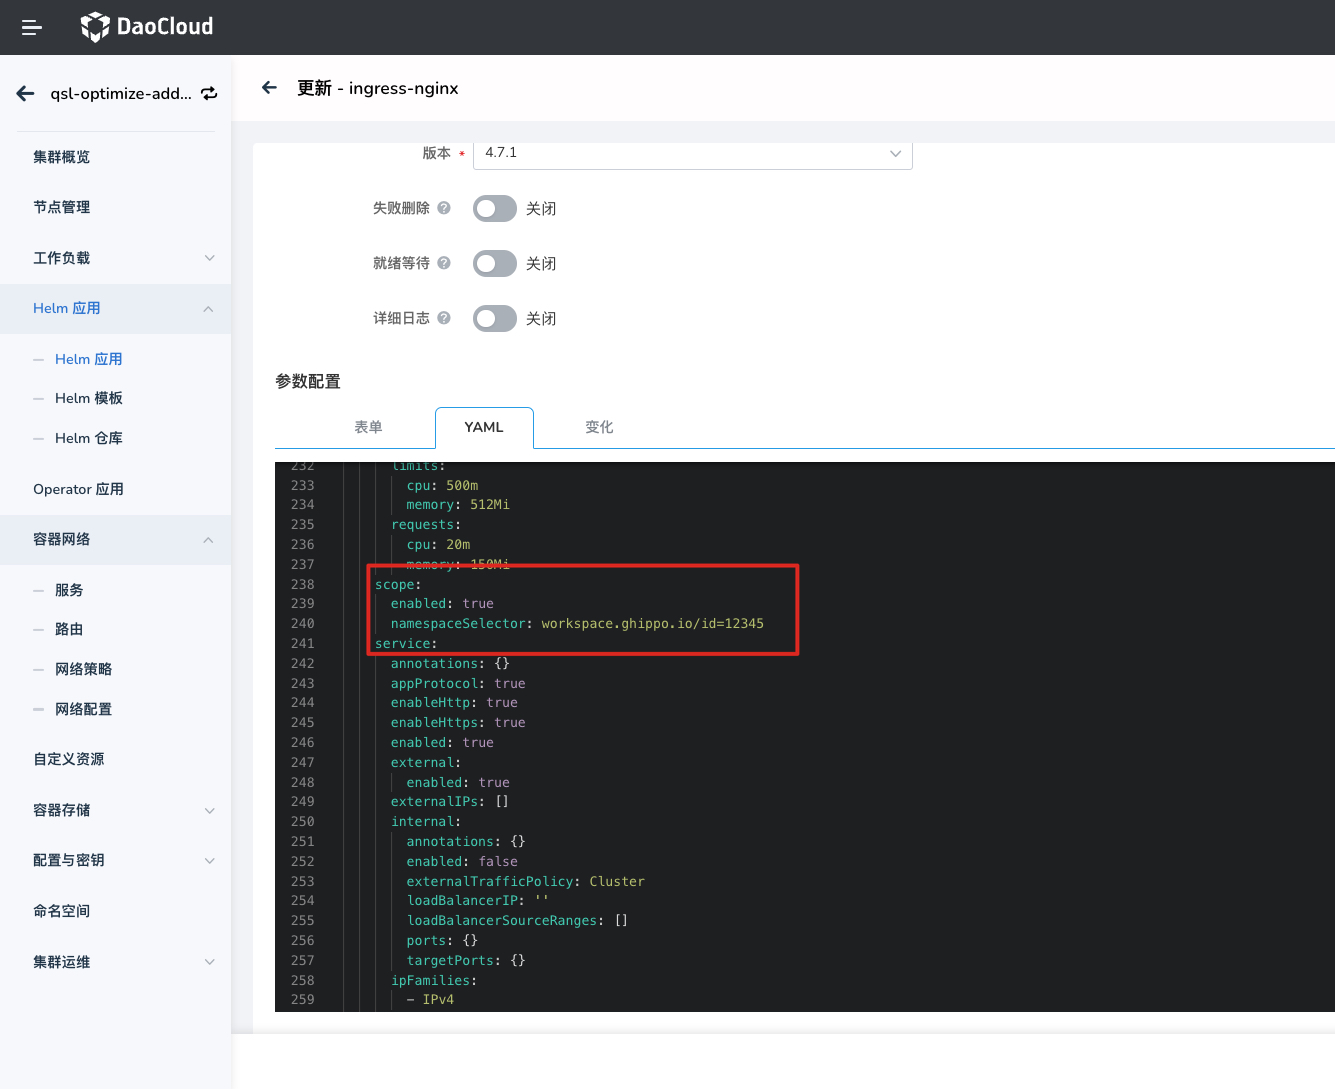 DaoCloud
qsl-optimize-add...
更新 - ingress-nginx
集群概览
节点管理
工作负载
Helm 应用
Helm 应用
Helm 模板
Helm 仓库
Operator 应用
容器网络
服务
路由
网络策略
网络配置
自定义资源
容器存储
配置与密钥
命名空间
集群运维
版本 * 4.7.1
失败删除 ? 关闭
就绪等待 ? 关闭
详细日志 ? 关闭
参数配置
表单 YAML 变化
232 limits:
233 cpu: 500m
234 memory: 512Mi
235 requests:
236 cpu: 20m
237 memory: 150Mi
238 scope:
239 enabled: true
240 namespaceSelector: workspace.ghippo.io/id=12345
241 service:
242 annotations: {}
243 appProtocol: true
244 enableHttp: true
245 enableHttps: true
246 enabled: true
247 external:
248 enabled: true
249 externalIPs: []
250 internal:
251 annotations: {}
252 enabled: false
253 externalTrafficPolicy: Cluster
254 loadBalancerIP: ''
255 loadBalancerSourceRanges: []
256 ports: {}
257 targetPorts: {}
258 ipFamilies:
259 - IPv4